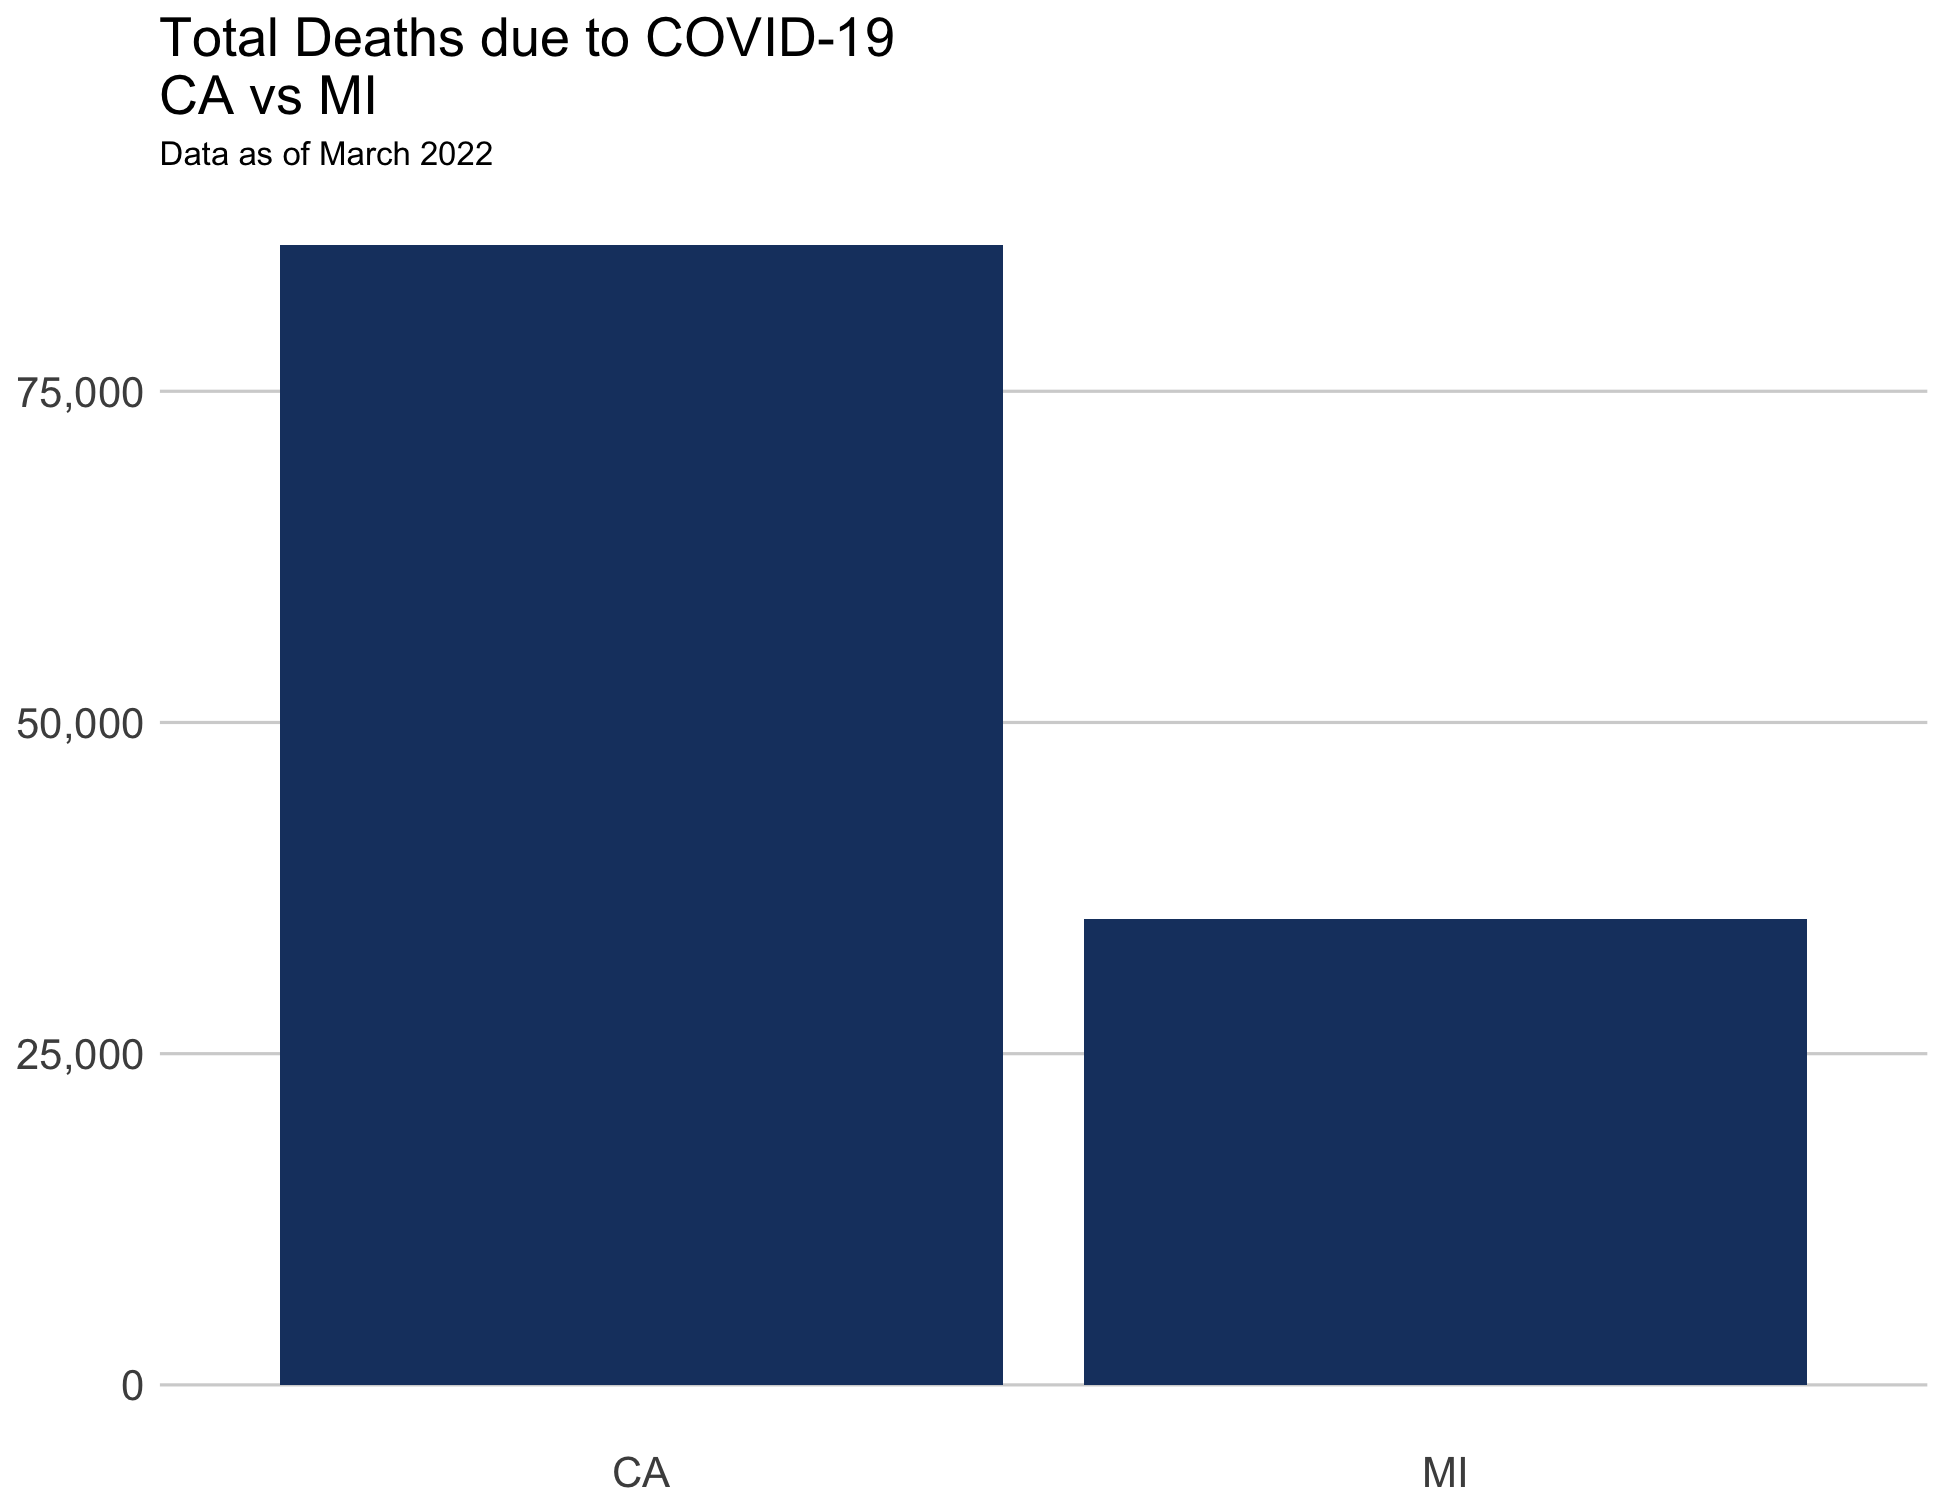 Total Deaths due to COVID-19
CA vs MI
Data as of March 2022
75,000
50,000
25,000
0
CA
MI